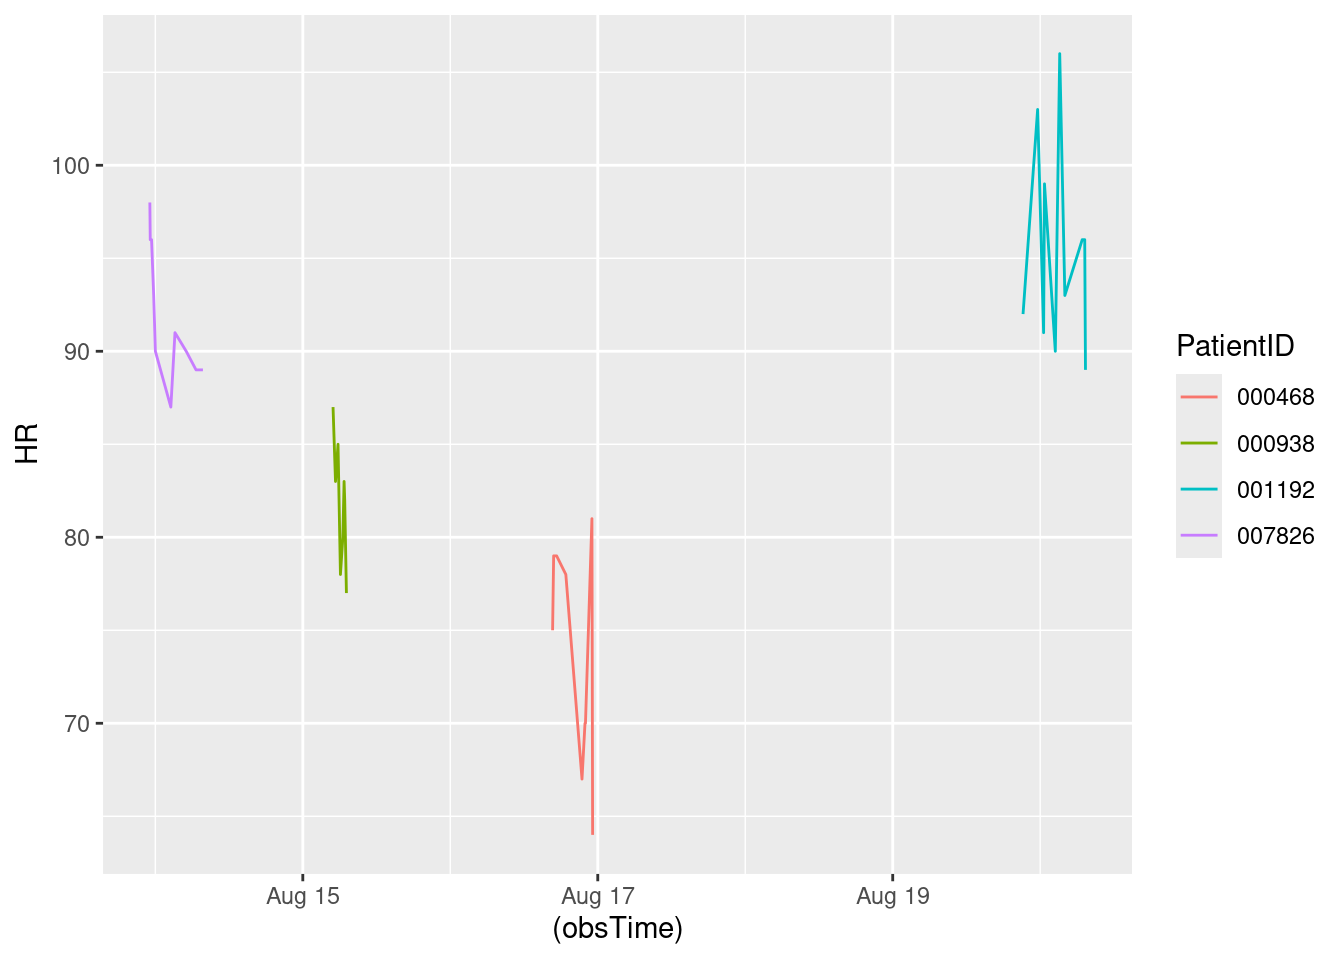 100
90
80
70
HR
Aug 15
Aug 17
Aug 19
(obsTime)
PatientID
000468
000938
001192
007826